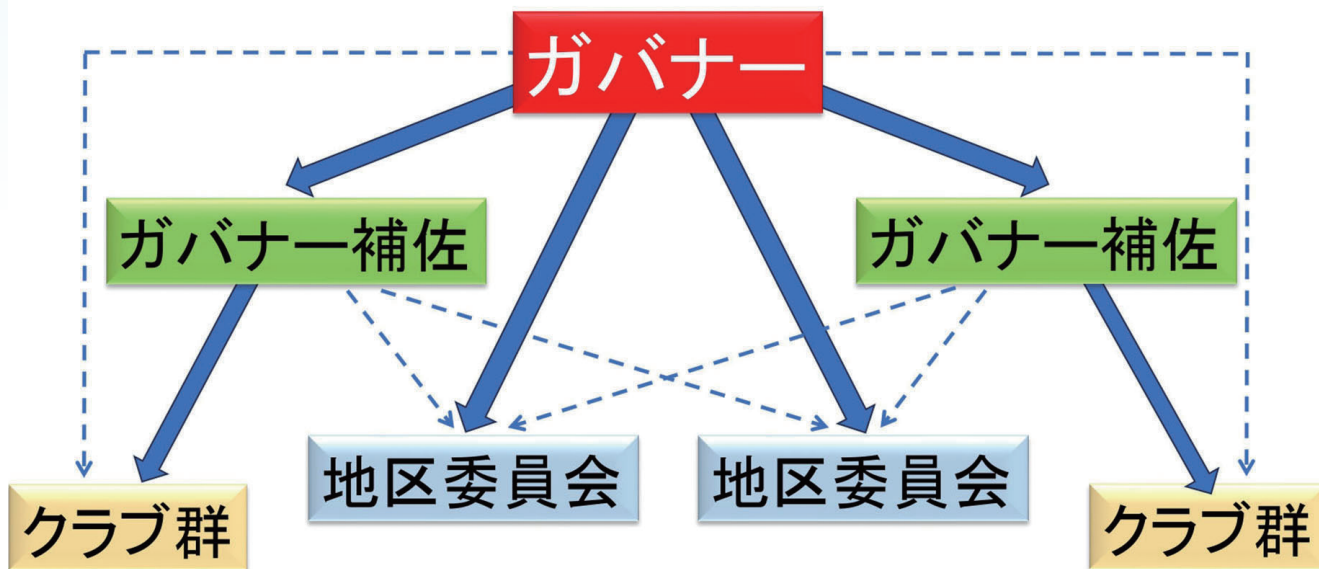 ガバナー
ガバナー補佐
ガバナー補佐
地区委員会
地区委員会
クラブ群
クラブ群